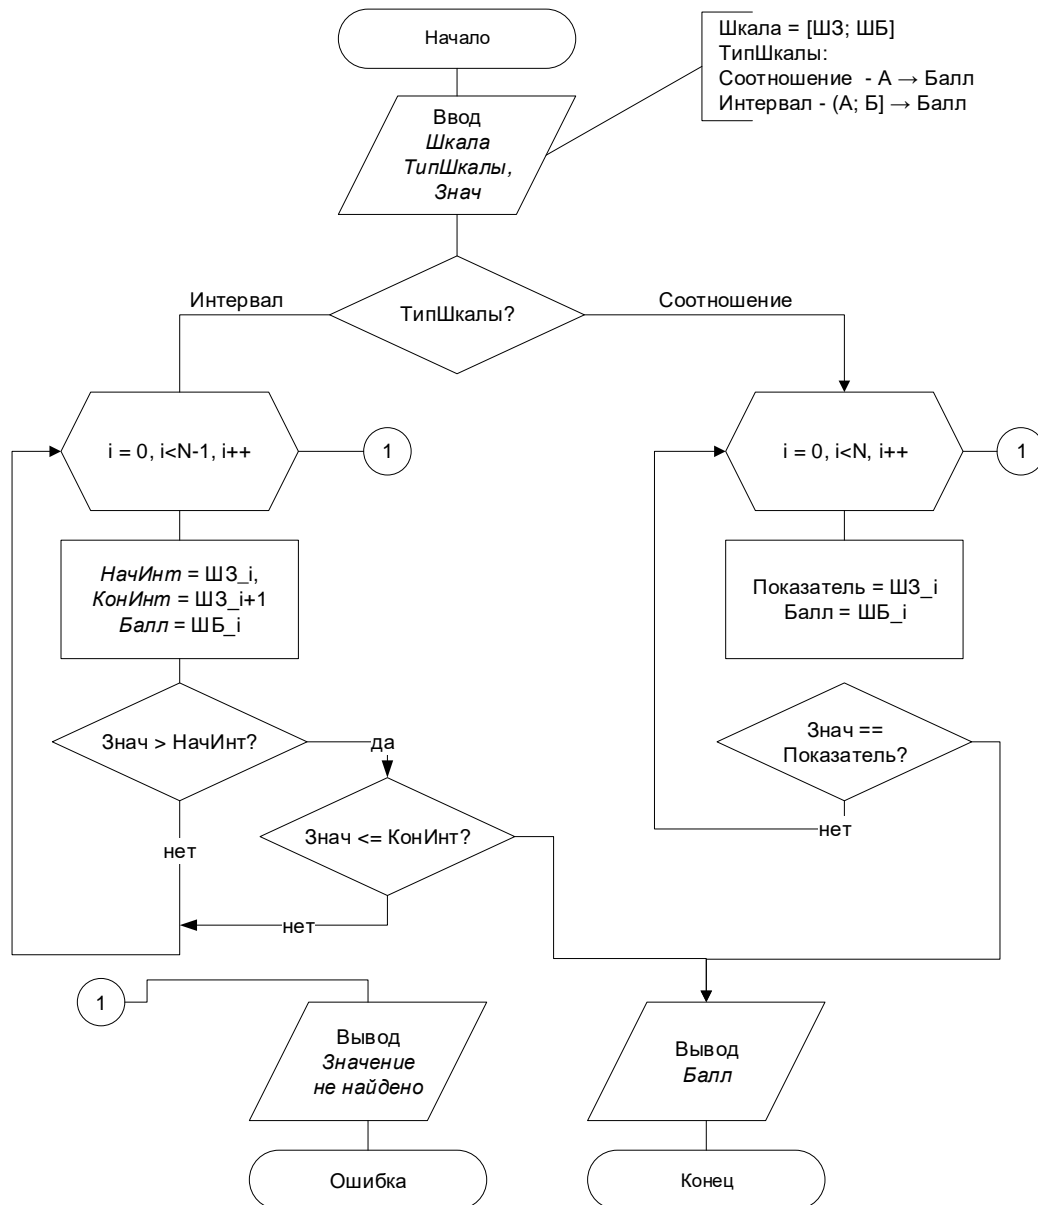 Начало
Шкала = [ШЗ; ШБ]
ТипШкалы:
Соотношение - А → Балл
Интервал - (А; Б] → Балл
Ввод
Шкала
ТипШкалы,
Знач
Интервал
ТипШкалы?
Соотношение
i = 0, i<N-1, i++
1
i = 0, i<N, i++
1
НачИнт = ШЗ_i,
КонИнт = ШЗ_i+1
Балл = ШБ_i
Показатель = ШЗ_i
Балл = ШБ_i
Знач > НачИнт?
да
Знач ==
Показатель?
нет
Знач <= КонИнт?
нет
нет
1
Вывод
Значение
не найдено
Вывод
Балл
Ошибка
Конец